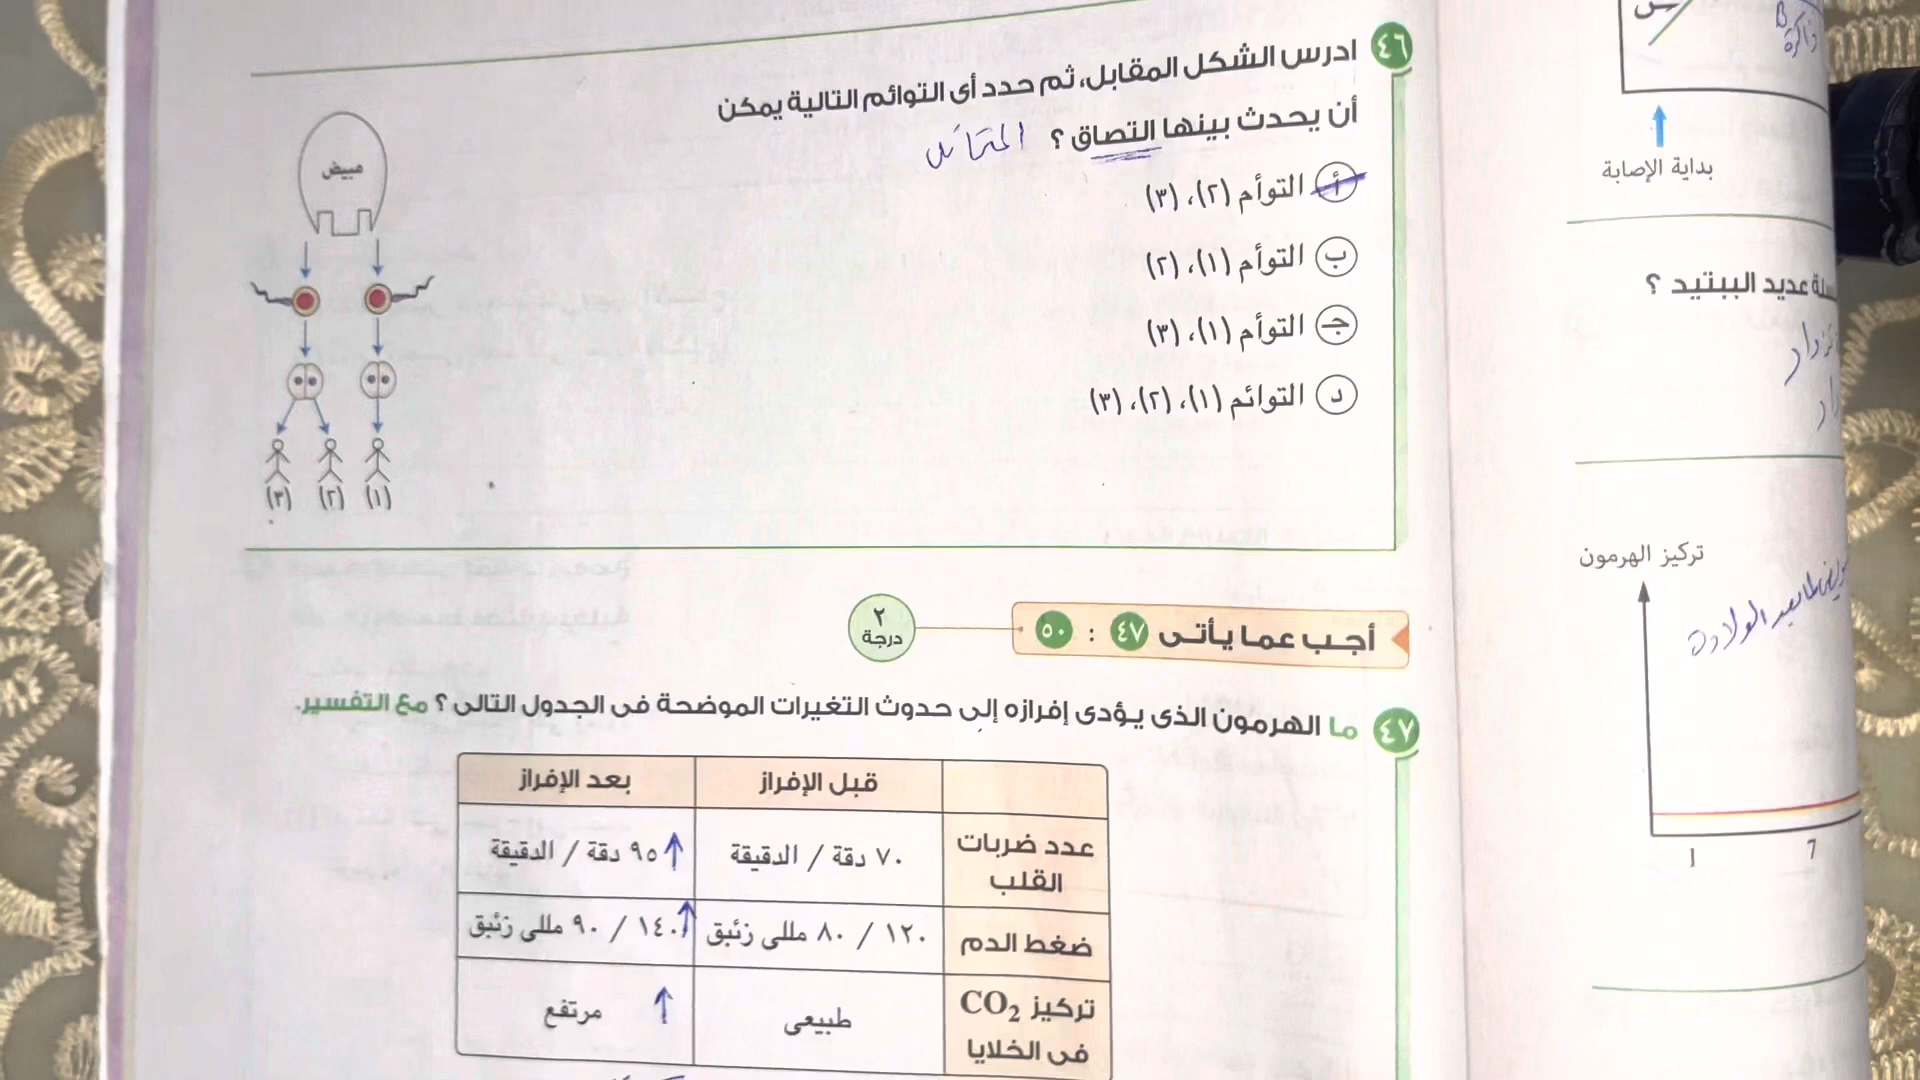 ٤٦ ادرس الشكل المقابل، ثم حدد أى التوائم التالية يمكن
أن يحدث بينها التصاق ؟
أ التوأم (٢)، (٣)
ب التوأم (١)، (٢)
جـ التوأم (١)، (٣)
د التوائم (١)، (٢)، (٣)
مبيض
(٣) (٢) (١)
أجب عما يأتى ٤٧ : ٥٠
٢
درجة
٤٧ ما الهرمون الذى يؤدى إفرازه إلى حدوث التغيرات الموضحة فى الجدول التالى ؟ مع التفسير.
قبل الإفراز بعد الإفراز
عدد ضربات القلب ٧٠ دقة / الدقيقة ٩٥ دقة / الدقيقة
ضغط الدم ١٢٠ / ٨٠ مللى زئبق ١٤٠ / ٩٠ مللى زئبق
تركيز CO₂ فى الخلايا طبيعى مرتفع
B
ذاكرة
بداية الإصابة
عديد الببتيد ؟
تركيز الهرمون
بعد الولادة
1 7